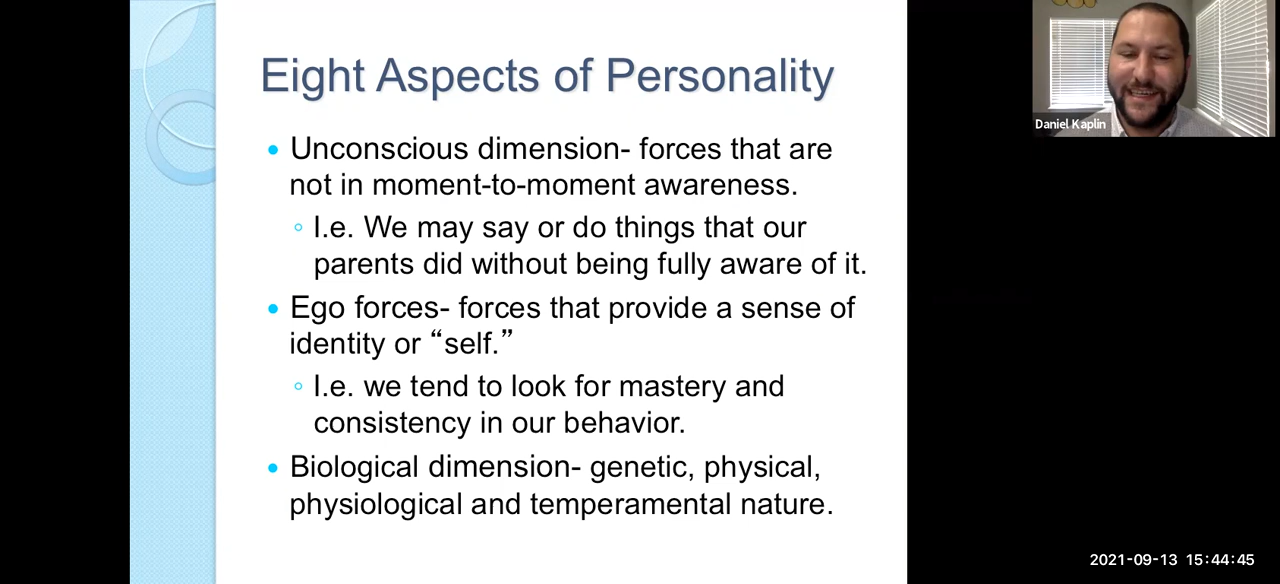 Eight Aspects of Personality
Unconscious dimension- forces that are
not in moment-to-moment awareness.
I.e. We may say or do things that our
parents did without being fully aware of it.
Ego forces- forces that provide a sense of
identity or “self.”
I.e. we tend to look for mastery and
consistency in our behavior.
Biological dimension- genetic, physical,
physiological and temperamental nature.
Daniel Kaplin
2021-09-13 15:44:45